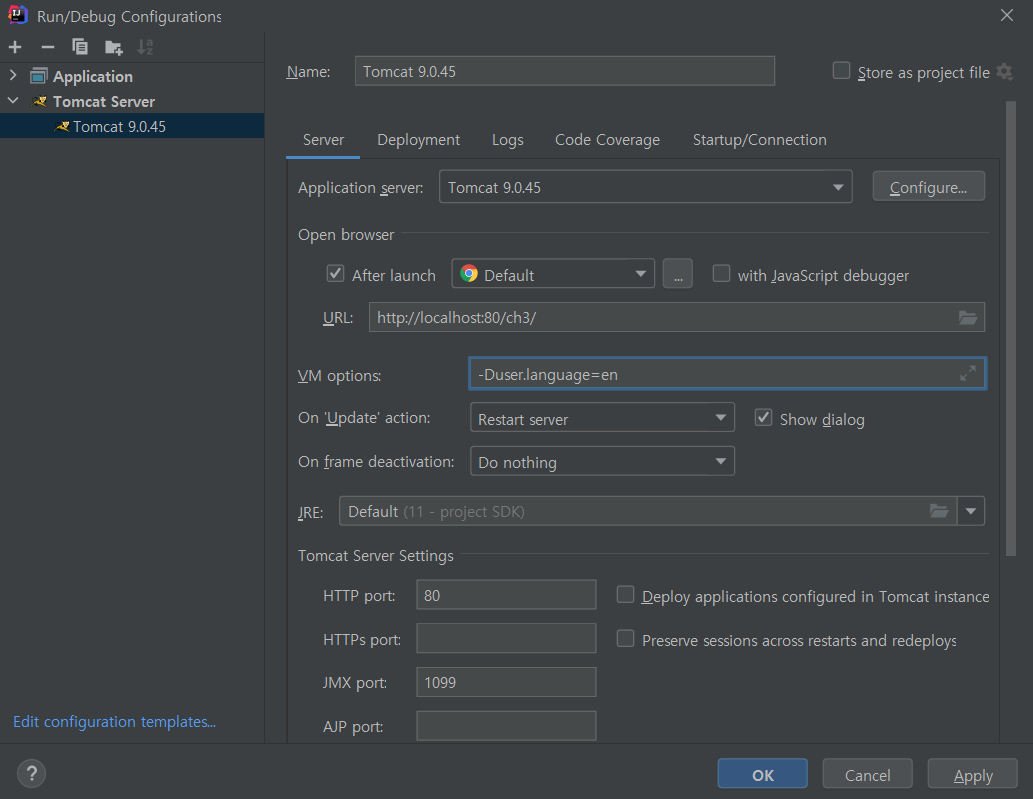 Run/Debug Configurations
Application
Tomcat Server
Tomcat 9.0.45
Edit configuration templates...
Name: Tomcat 9.0.45 Store as project file
Server Deployment Logs Code Coverage Startup/Connection
Application server: Tomcat 9.0.45 Configure...
Open browser
After launch Default ... with JavaScript debugger
URL: http://localhost:80/ch3/
VM options: -Duser.language=en
On 'Update' action: Restart server Show dialog
On frame deactivation: Do nothing
JRE: Default (11 - project SDK)
Tomcat Server Settings
HTTP port: 80 Deploy applications configured in Tomcat instance
HTTPs port: Preserve sessions across restarts and redeploys
JMX port: 1099
AJP port:
? OK Cancel Apply